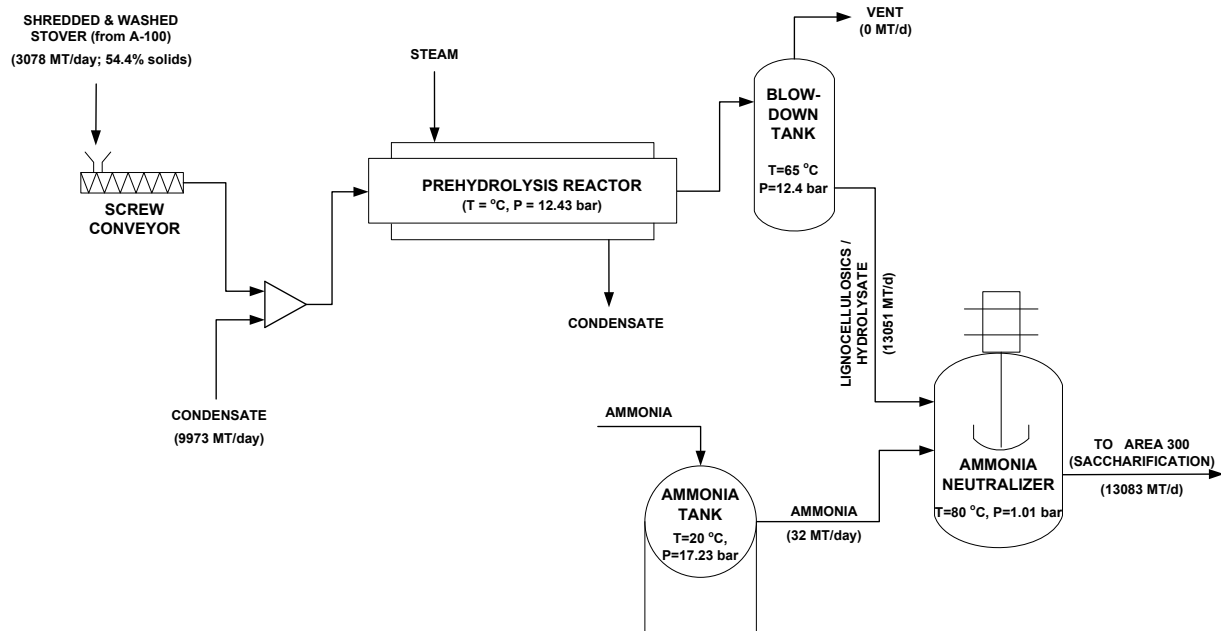 SHREDDED & WASHED
STOVER (from A-100)
(3078 MT/day; 54.4% solids)
SCREW
CONVEYOR
CONDENSATE
(9973 MT/day)
STEAM
PREHYDROLYSIS REACTOR
(T = °C, P = 12.43 bar)
CONDENSATE
VENT
(0 MT/d)
BLOW-
DOWN
TANK
T=65 °C
P=12.4 bar
LIGNOCELLULOSICS /
HYDROLYSATE
(13051 MT/d)
AMMONIA
AMMONIA
TANK
T=20 °C,
P=17.23 bar
AMMONIA
(32 MT/day)
AMMONIA
NEUTRALIZER
T=80 °C, P=1.01 bar
TO AREA 300
(SACCHARIFICATION)
(13083 MT/d)